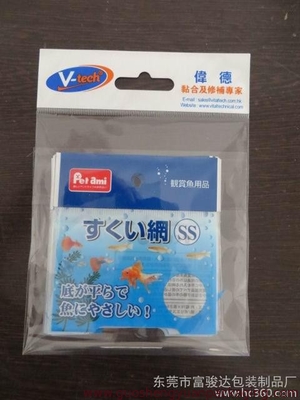 V-tech
偉德
黏合及修補專家
Pet ami
観賞魚用品
すくい網 SS
底が平らで
魚にやさしい！
东莞市富骏达包装制品厂
www.hc360.com